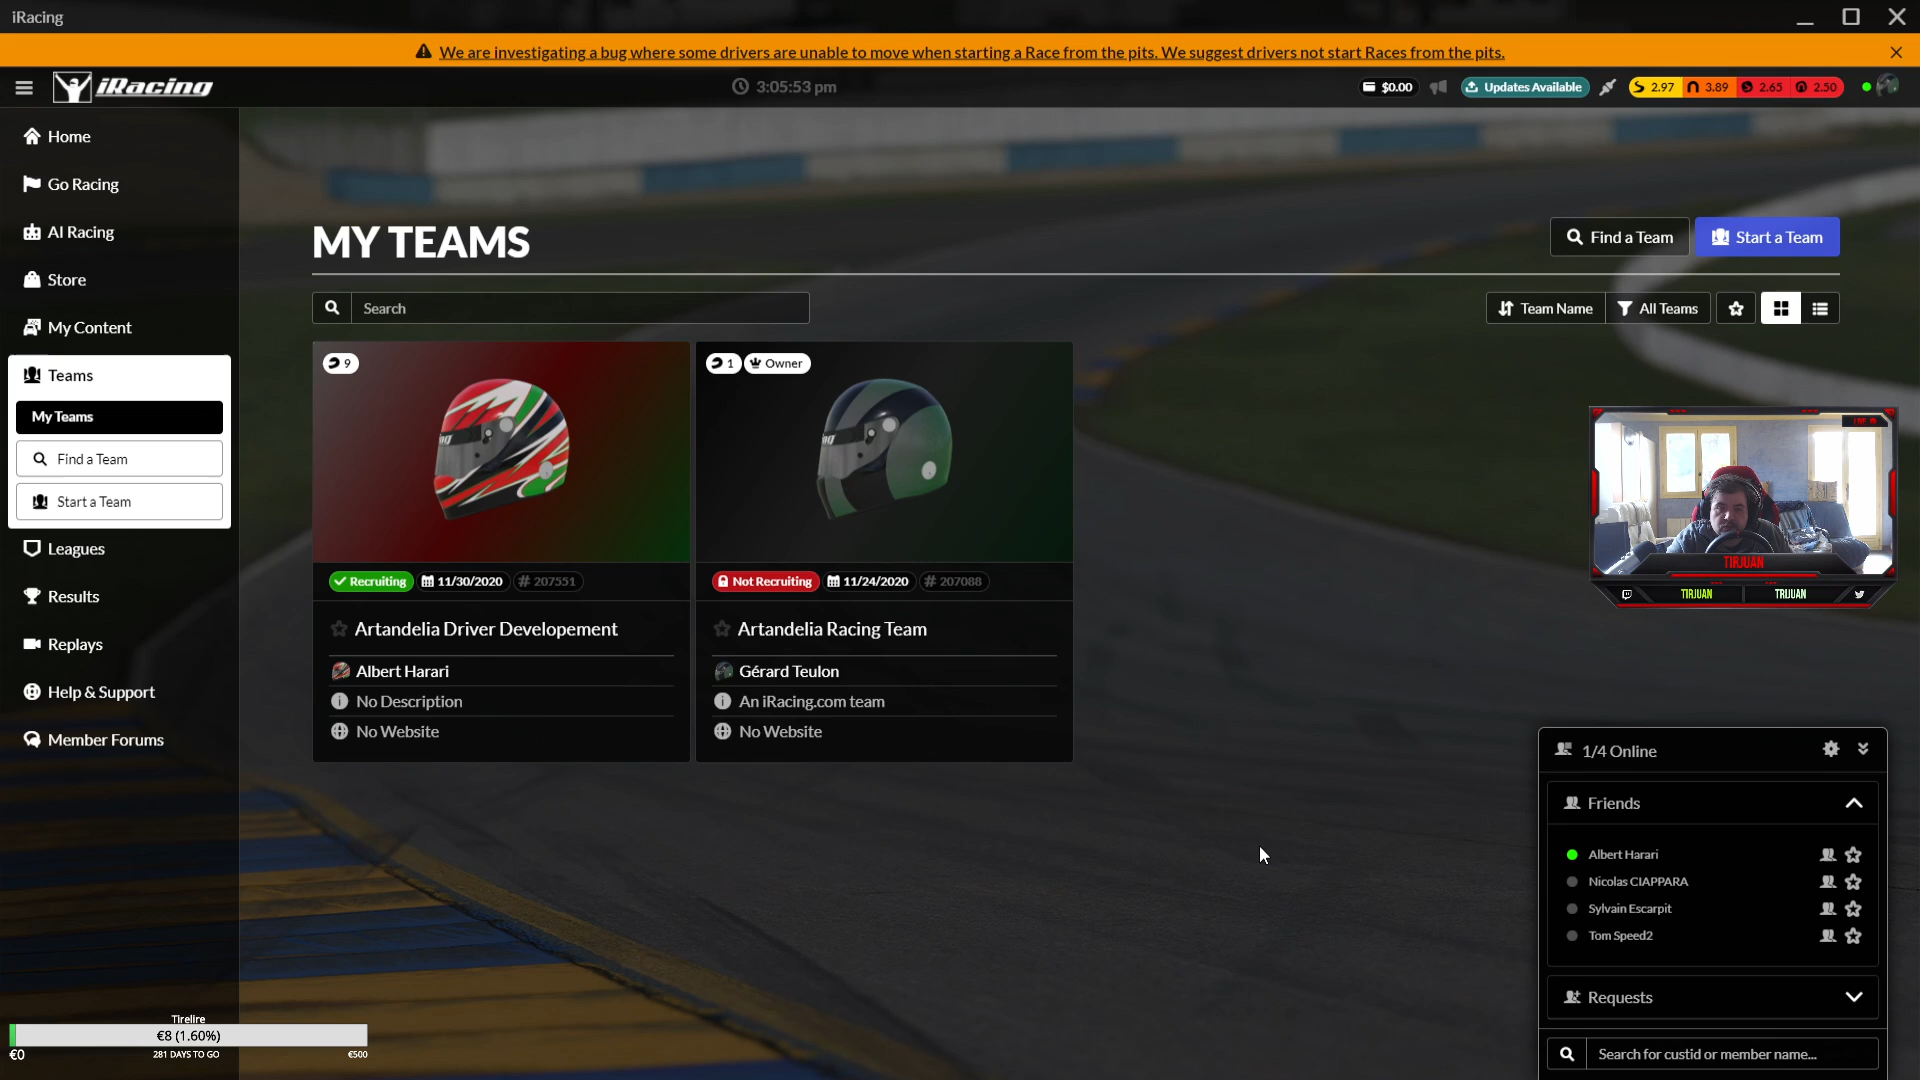 iRacing
We are investigating a bug where some drivers are unable to move when starting a Race from the pits. We suggest drivers not start Races from the pits.
iRacing
3:05:53 pm
$0.00
Updates Available
2.97
3.89
2.65
2.50
Home
Go Racing
AI Racing
Store
My Content
Teams
My Teams
Find a Team
Start a Team
Leagues
Results
Replays
Help & Support
Member Forums
MY TEAMS
Find a Team
Start a Team
Search
Team Name
All Teams
9
Recruiting
11/30/2020
# 207551
Artandelia Driver Developement
Albert Harari
No Description
No Website
1
Owner
Not Recruiting
11/24/2020
# 207088
Artandelia Racing Team
Gérard Teulon
An iRacing.com team
No Website
TIRJUAN
TIRJUAN
TRIJUAN
1/4 Online
Friends
Albert Harari
Nicolas CIAPPARA
Sylvain Escarpit
Tom Speed2
Requests
Search for custid or member name...
Tirelire
€8 (1.60%)
€0
281 DAYS TO GO
€500